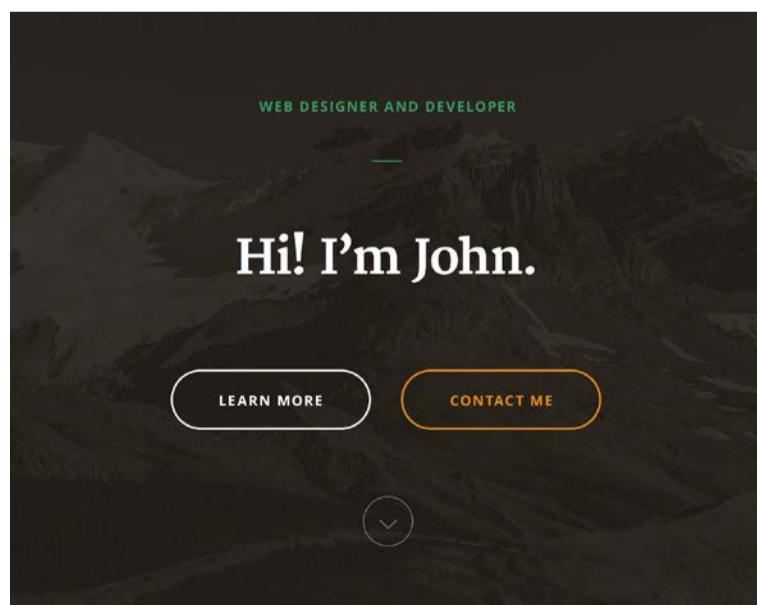 WEB DESIGNER AND DEVELOPER
Hi! I’m John.
LEARN MORE
CONTACT ME